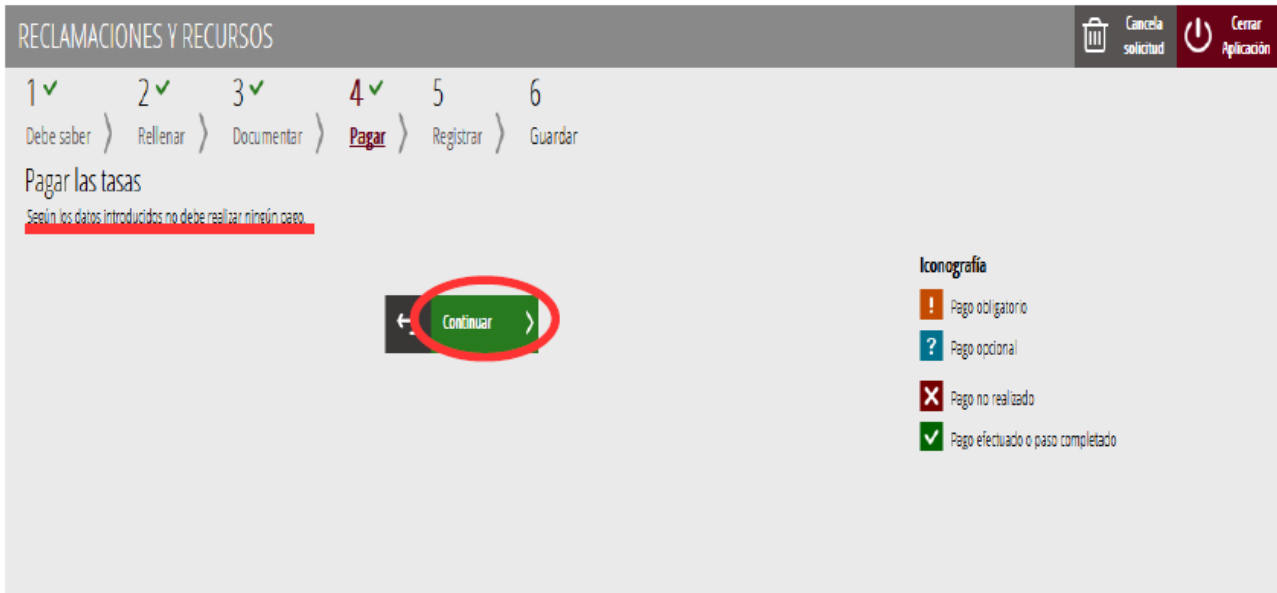 RECLAMACIONES Y RECURSOS
Cancela
solicitud
Cerrar
Aplicación
1 2 3 4 5 6
Debe saber Rellenar Documentar Pagar Registrar Guardar
Pagar las tasas
Según los datos introducidos no debe realizar ningún pago.
Continuar
Iconografía
! Pago obligatorio
? Pago opcional
Pago no realizado
Pago efectuado o paso completado